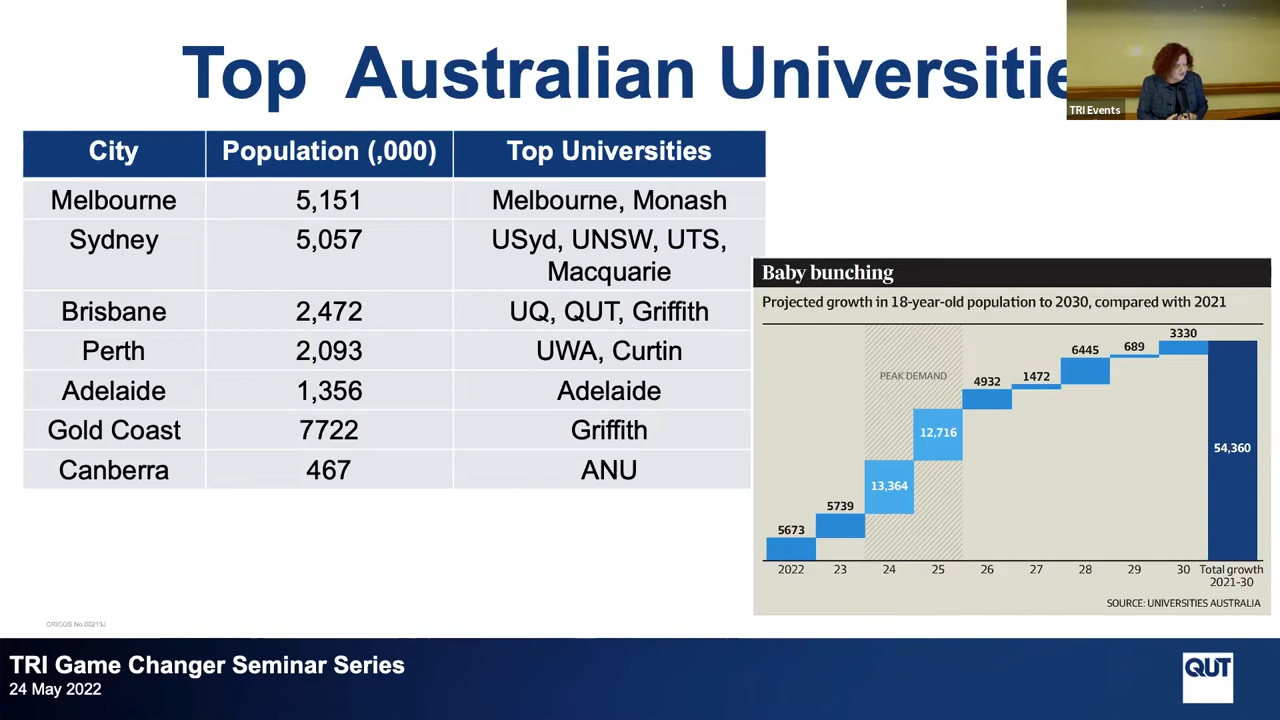 Top Australian Universitie
TRI Events
City Population (,000) Top Universities
Melbourne 5,151 Melbourne, Monash
Sydney 5,057 USyd, UNSW, UTS,
Macquarie
Brisbane 2,472 UQ, QUT, Griffith
Perth 2,093 UWA, Curtin
Adelaide 1,356 Adelaide
Gold Coast 7722 Griffith
Canberra 467 ANU
Baby bunching
Projected growth in 18-year-old population to 2030, compared with 2021
PEAK DEMAND
5673
5739
13,364
12,716
4932
1472
6445
689
3330
54,360
2022 23 24 25 26 27 28 29 30 Total growth
2021-30
SOURCE: UNIVERSITIES AUSTRALIA
CRICOS No.00213J
TRI Game Changer Seminar Series
24 May 2022
QUT